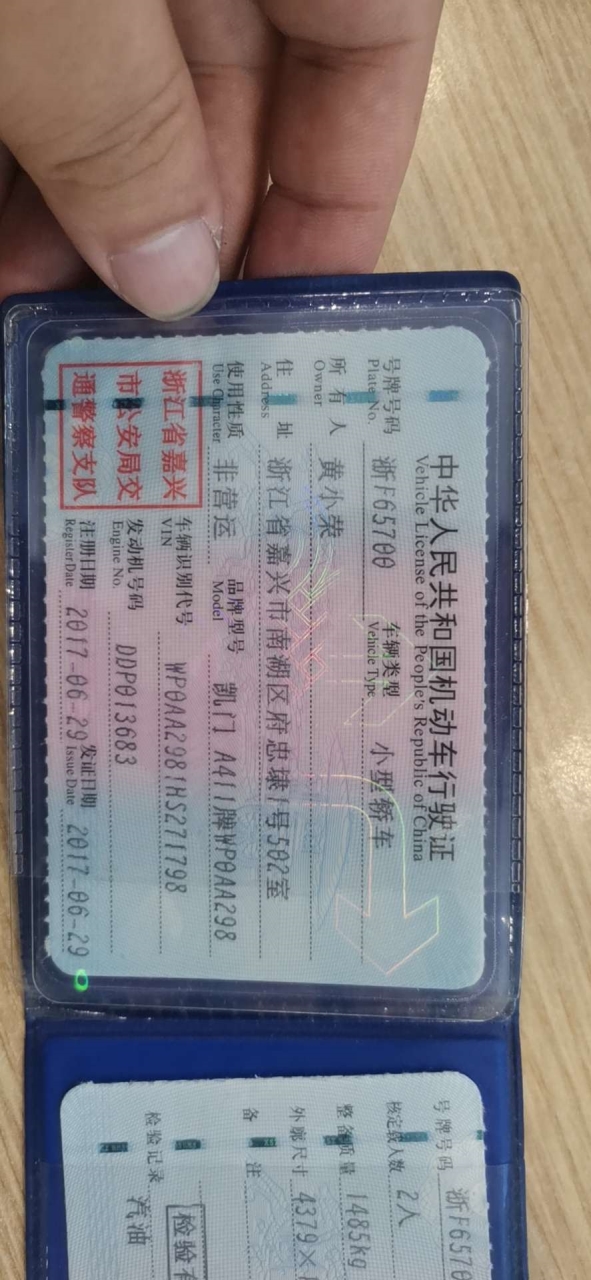 中华人民共和国机动车行驶证
Vehicle License of the People's Republic of China
号牌号码 浙F65700 车辆类型 小型轿车
Plate No. Vehicle Type
所有人 黄小荣
Owner
住址 浙江省嘉兴市南湖区府忠埭1号502室
Address
使用性质 非营运 品牌型号 凯门 A411牌WP0AA298
Use Character Model
浙江省嘉兴
市公安局交
通警察支队
车辆识别代号 WP0AA2981HS271798
VIN
发动机号码 DDP013683
Engine No.
注册日期 2017-06-29 发证日期 2017-06-29
Register Date Issue Date
号牌号码 浙F6570
核定载人数 2人
整备质量 1485kg
外廓尺寸 4379×
备注
检验记录 汽油
检验有